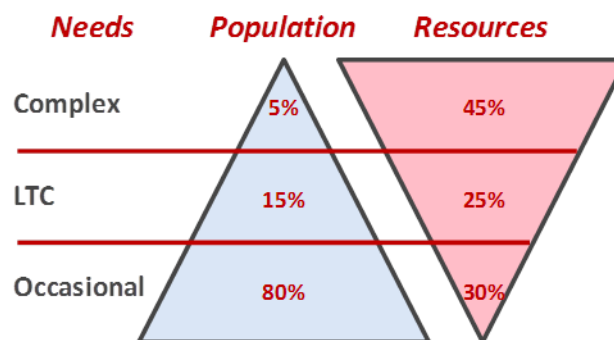 Needs Population Resources
Complex 5% 45%
LTC 15% 25%
Occasional 80% 30%